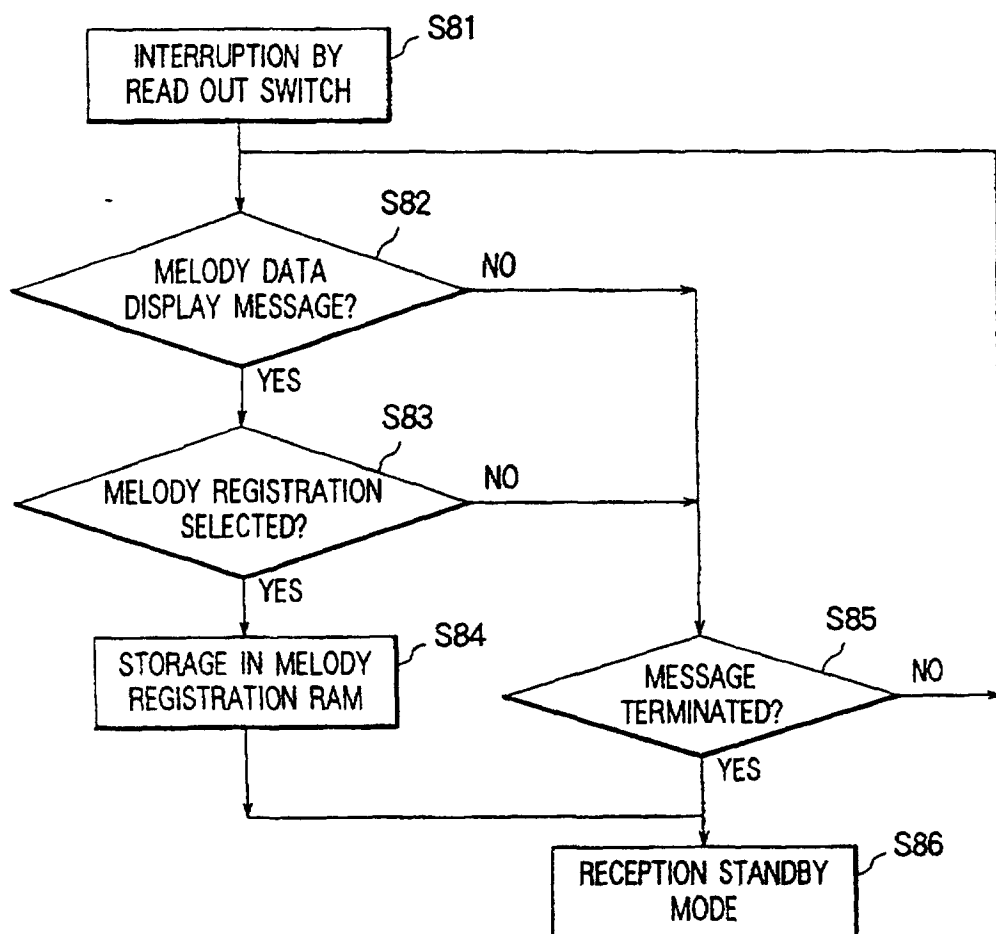 S81
INTERRUPTION BY
READ OUT SWITCH
S82
MELODY DATA
DISPLAY MESSAGE?
NO
YES
S83
MELODY REGISTRATION
SELECTED?
NO
YES
S84
STORAGE IN MELODY
REGISTRATION RAM
S85
MESSAGE
TERMINATED?
NO
YES
S86
RECEPTION STANDBY
MODE